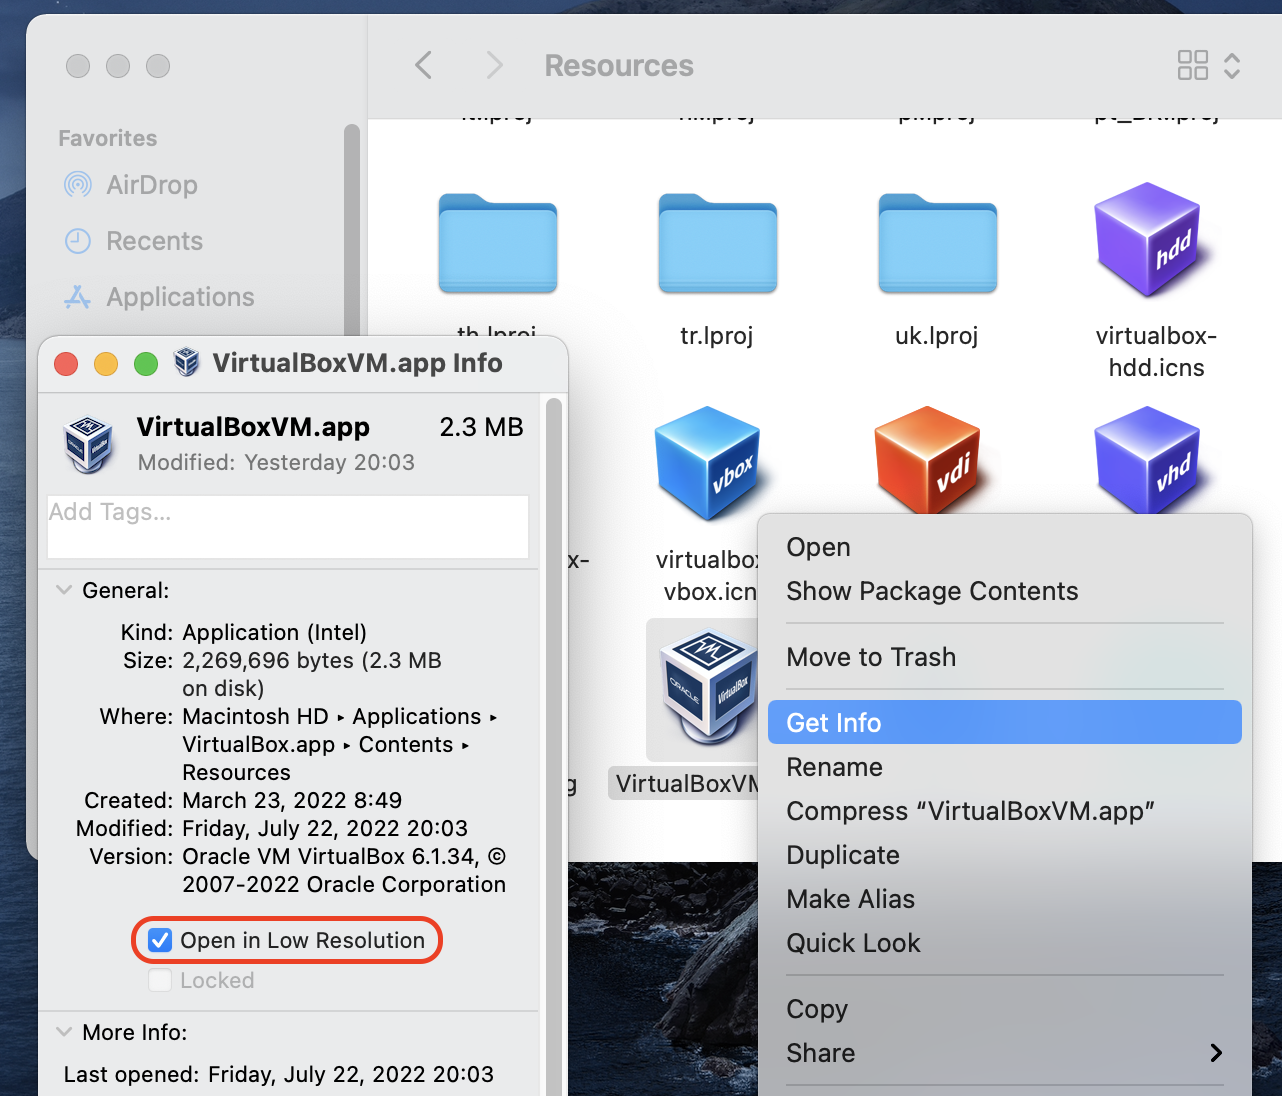 Resources
Favorites
AirDrop
Recents
Applications
th.lproj
tr.lproj
uk.lproj
hdd
virtualbox-
hdd.icns
vbox
vdi
vhd
x-
virtualbox
vbox.icn
ORACLE
VirtualBox
g
VirtualBoxVM
VirtualBoxVM.app Info
VirtualBoxVM.app 2.3 MB
Modified: Yesterday 20:03
Add Tags...
General:
Kind: Application (Intel)
Size: 2,269,696 bytes (2.3 MB
on disk)
Where: Macintosh HD ▸ Applications ▸
VirtualBox.app ▸ Contents ▸
Resources
Created: March 23, 2022 8:49
Modified: Friday, July 22, 2022 20:03
Version: Oracle VM VirtualBox 6.1.34, ©
2007-2022 Oracle Corporation
Open in Low Resolution
Locked
More Info:
Last opened: Friday, July 22, 2022 20:03
Open
Show Package Contents
Move to Trash
Get Info
Rename
Compress “VirtualBoxVM.app”
Duplicate
Make Alias
Quick Look
Copy
Share